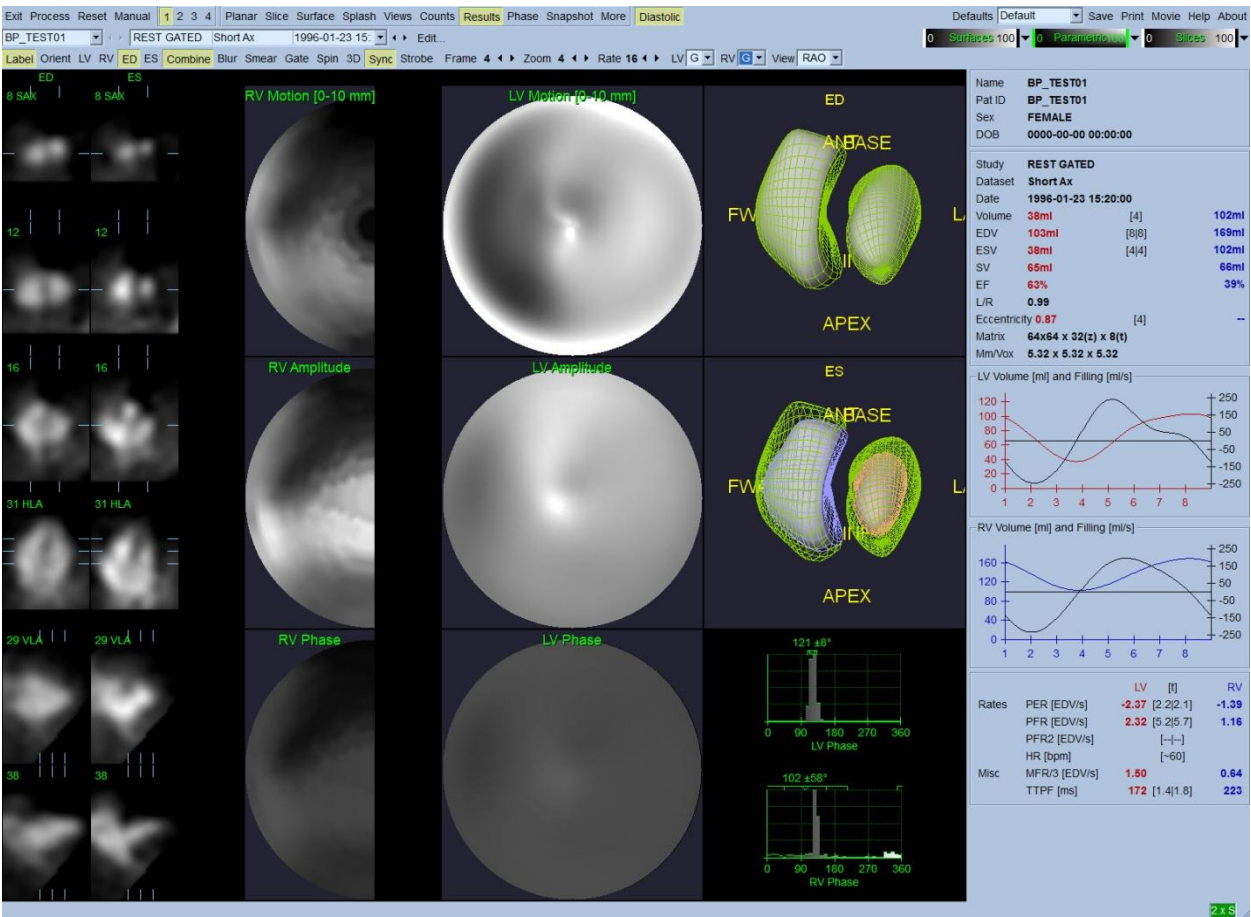 Exit Process Reset Manual 1 2 3 4 Planar Slice Surface Splash Views Counts Results Phase Snapshot More Diastolic Defaults Default Save Print Movie Help About
BP_TEST01 REST GATED Short Ax 1996-01-23 15: Edit... 0 Surfaces 100 0 Parametric 0 Slices 100
Label Orient LV RV ED ES Combine Blur Smear Gate Spin 3D Sync Strobe Frame 4 Zoom 4 Rate 16 LV G RV G View RAO
ED ES
8 SAX 8 SAX
12 12
16 16
31 HLA 31 HLA
29 VLA 29 VLA
38 38
RV Motion [0-10 mm] LV Motion [0-10 mm]
RV Amplitude LV Amplitude
RV Phase LV Phase
ED
ANT BASE
FW L
IN
APEX
ES
ANT BASE
FW L
INF
APEX
121 ±8°
0 90 180 270 360
LV Phase
102 ±58°
0 90 180 270 360
RV Phase
Name BP_TEST01
Pat ID BP_TEST01
Sex FEMALE
DOB 0000-00-00 00:00:00
Study REST GATED
Dataset Short Ax
Date 1996-01-23 15:20:00
Volume 38ml [4] 102ml
EDV 103ml [8|8] 169ml
ESV 38ml [4|4] 102ml
SV 65ml 66ml
EF 63% 39%
L/R 0.99
Eccentricity 0.87 [4] --
Matrix 64x64 x 32(z) x 8(t)
Mm/Vox 5.32 x 5.32 x 5.32
LV Volume [ml] and Filling [ml/s]
120 250
100 150
80 50
60 -50
40 -150
20 -250
0
1 2 3 4 5 6 7 8
RV Volume [ml] and Filling [ml/s]
160 250
120 150
80 50
40 -50
0 -150
-250
1 2 3 4 5 6 7 8
LV [t] RV
Rates PER [EDV/s] -2.37 [2.2|2.1] -1.39
PFR [EDV/s] 2.32 [5.2|5.7] 1.16
PFR2 [EDV/s] [--|--]
HR [bpm] [~60]
Misc MFR/3 [EDV/s] 1.50 0.64
TTPF [ms] 172 [1.4|1.8] 223
2 x S